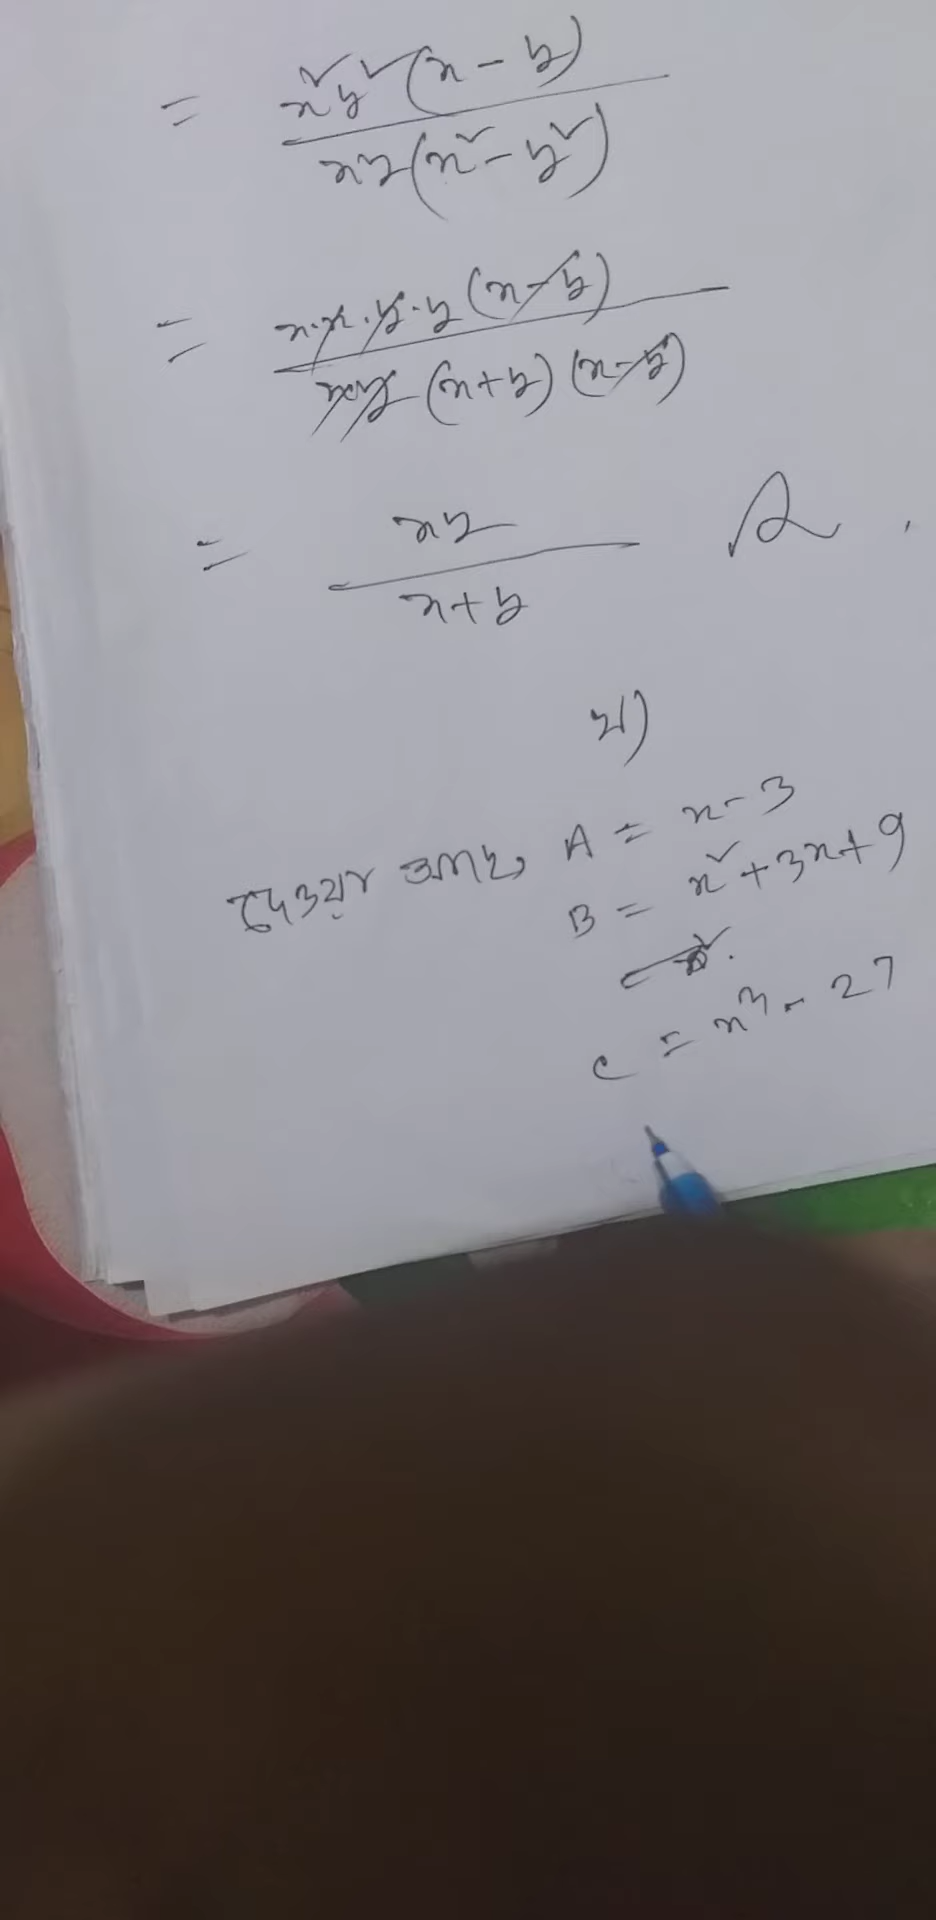 = x²y²(x - y) / xy(x² - y²)
= x·x·y·y(x-y) / xy(x+y)(x-y)
= xy / x+y
খ)
দেওয়া আছে, A = x - 3
B = x² + 3x + 9
C = x³ - 27